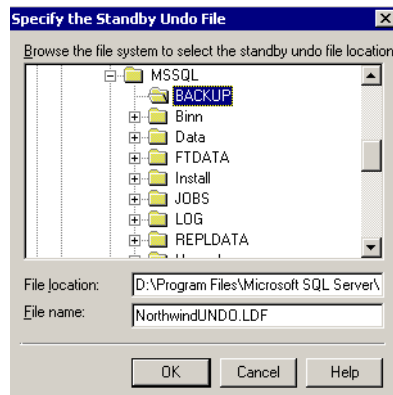 Specify the Standby Undo File
Browse the file system to select the standby undo file location
MSSQL
BACKUP
Binn
Data
FTDATA
Install
JOBS
LOG
REPLDATA
File location: D:\Program Files\Microsoft SQL Server\
File name: NorthwindUNDO.LDF
OK Cancel Help